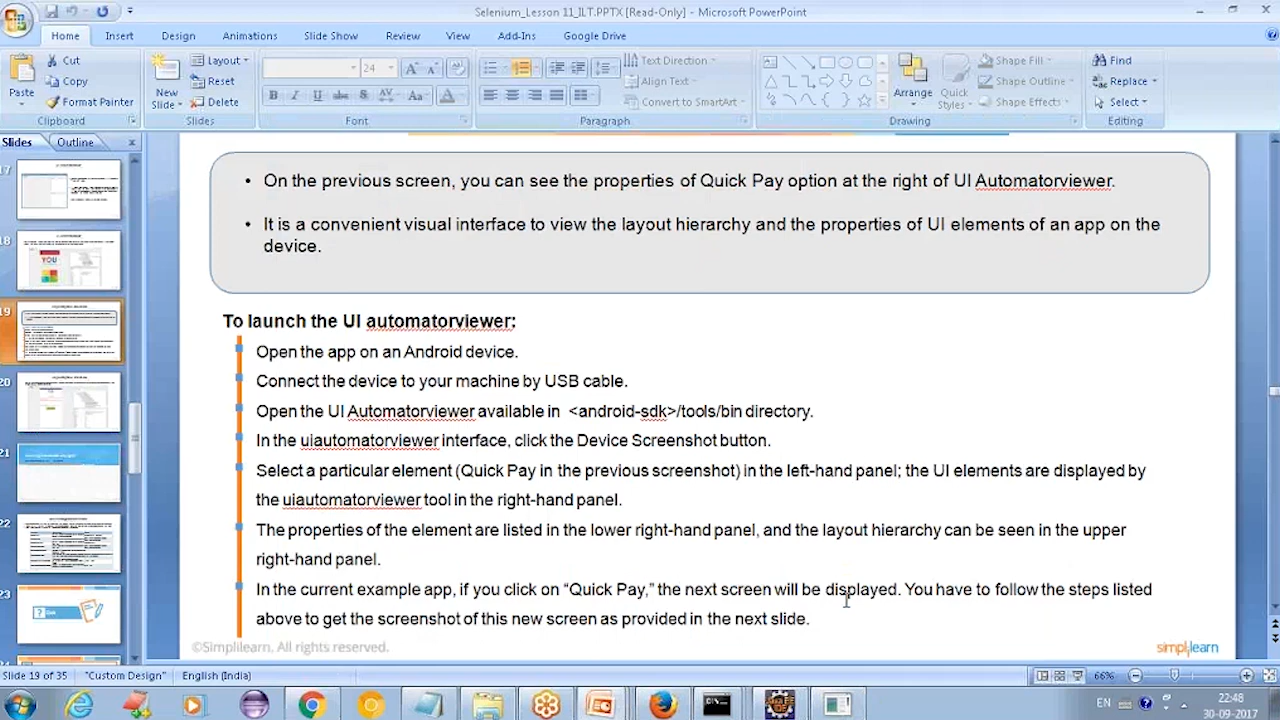 Selenium_Lesson 11_ILT.PPTX [Read-Only] - Microsoft PowerPoint
Home Insert Design Animations Slide Show Review View Add-Ins Google Drive
Paste Cut Copy Format Painter
Clipboard
New Slide Layout Reset Delete
Slides
24
B I U abc S AV Aa A
Font
Text Direction
Align Text
Convert to SmartArt
Paragraph
Arrange Quick Styles Shape Fill Shape Outline Shape Effects
Drawing
Find
Replace
Select
Editing
Slides Outline
17
18
YOU
19
20
21
22
23
• On the previous screen, you can see the properties of Quick Pay option at the right of UI Automatorviewer.
• It is a convenient visual interface to view the layout hierarchy and the properties of UI elements of an app on the
device.
To launch the UI automatorviewer:
Open the app on an Android device.
Connect the device to your machine by USB cable.
Open the UI Automatorviewer available in <android-sdk>/tools/bin directory.
In the uiautomatorviewer interface, click the Device Screenshot button.
Select a particular element (Quick Pay in the previous screenshot) in the left-hand panel; the UI elements are displayed by
the uiautomatorviewer tool in the right-hand panel.
The properties of the element are listed in the lower right-hand panel, and the layout hierarchy can be seen in the upper
right-hand panel.
In the current example app, if you click on “Quick Pay,” the next screen will be displayed. You have to follow the steps listed
above to get the screenshot of this new screen as provided in the next slide.
©Simplilearn, All rights reserved.
simplilearn
Slide 19 of 35 "Custom Design" English (India) 66%
EN 22:48
30-09-2017